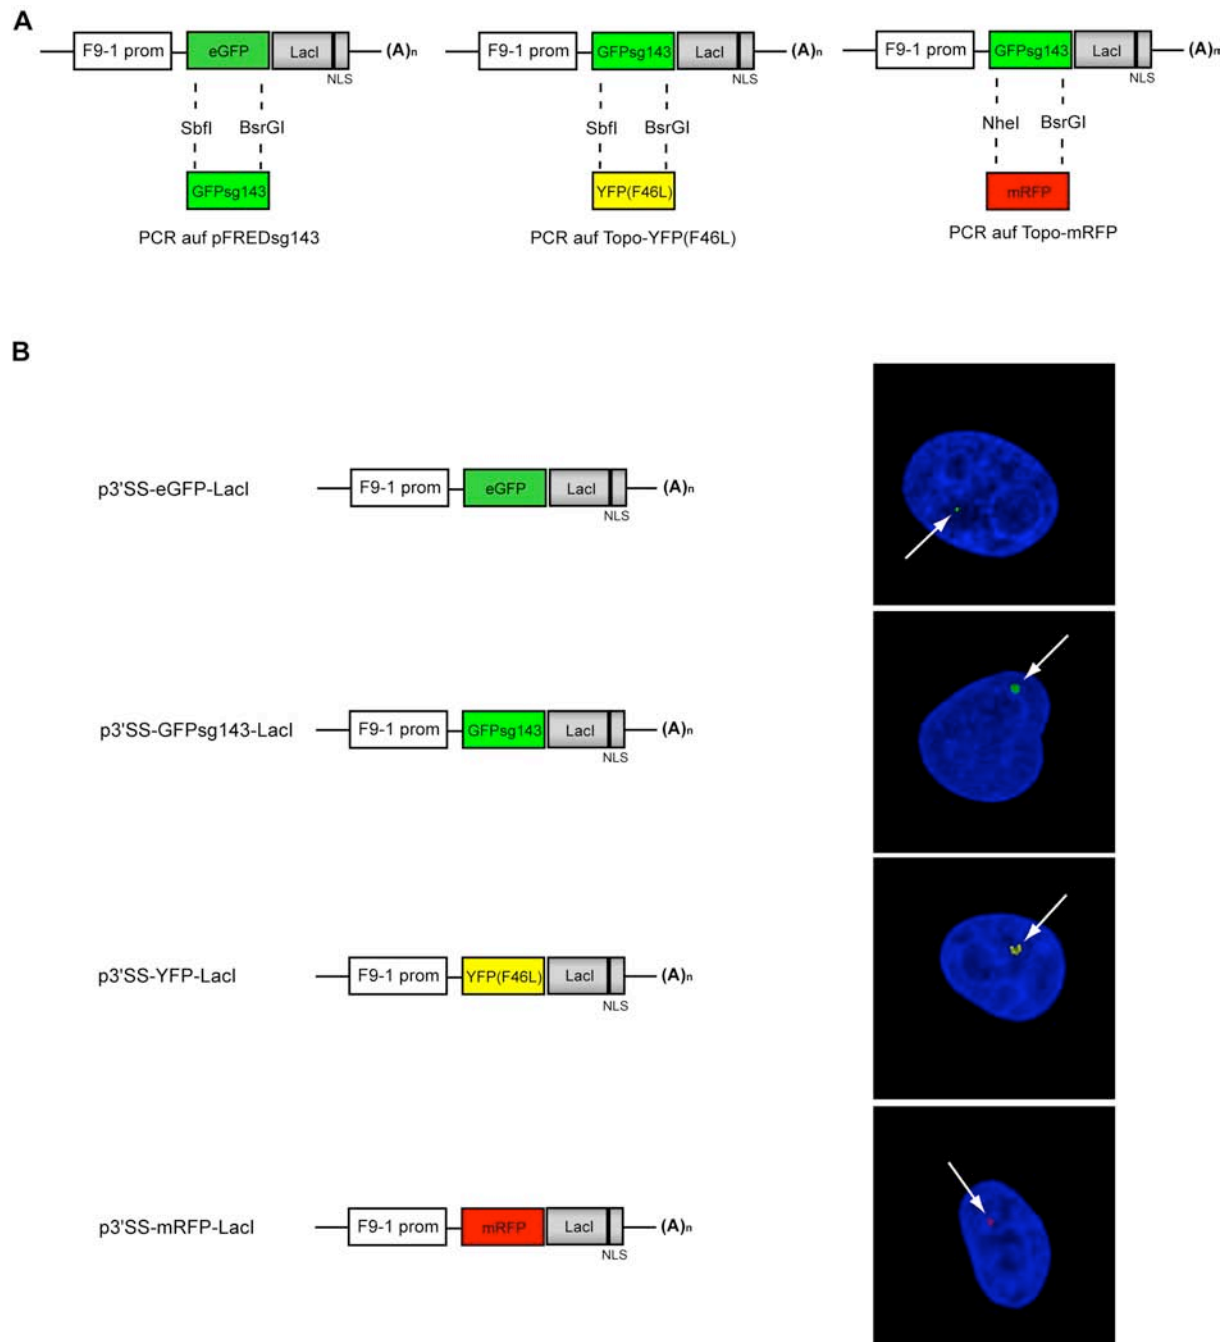 A
F9-1 prom eGFP LacI (A)n
NLS
SbfI BsrGI
GFPsg143
PCR auf pFREDsg143
F9-1 prom GFPsg143 LacI (A)n
NLS
SbfI BsrGI
YFP(F46L)
PCR auf Topo-YFP(F46L)
F9-1 prom GFPsg143 LacI (A)n
NLS
NheI BsrGI
mRFP
PCR auf Topo-mRFP
B
p3'SS-eGFP-LacI F9-1 prom eGFP LacI (A)n
NLS
p3'SS-GFPsg143-LacI F9-1 prom GFPsg143 LacI (A)n
NLS
p3'SS-YFP-LacI F9-1 prom YFP(F46L) LacI (A)n
NLS
p3'SS-mRFP-LacI F9-1 prom mRFP LacI (A)n
NLS